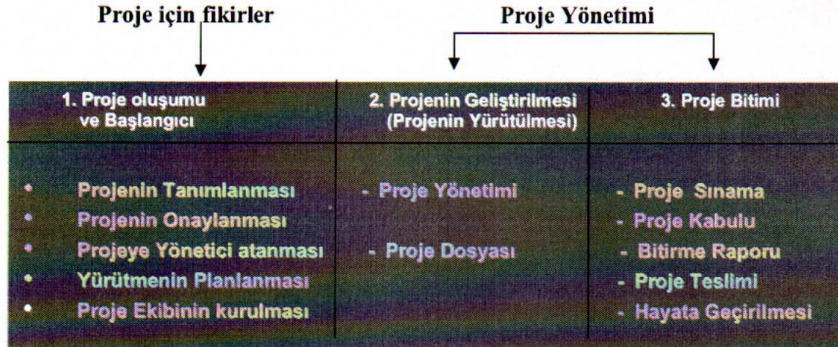 Proje için fikirler
Proje Yönetimi
1. Proje oluşumu
ve Başlangıcı
2. Projenin Geliştirilmesi
(Projenin Yürütülmesi)
3. Proje Bitimi
• Projenin Tanımlanması
• Projenin Onaylanması
• Projeye Yönetici atanması
• Yürütmenin Planlanması
• Proje Ekibinin kurulması
- Proje Yönetimi
- Proje Dosyası
- Proje Sınama
- Proje Kabulu
- Bitirme Raporu
- Proje Teslimi
- Hayata Geçirilmesi